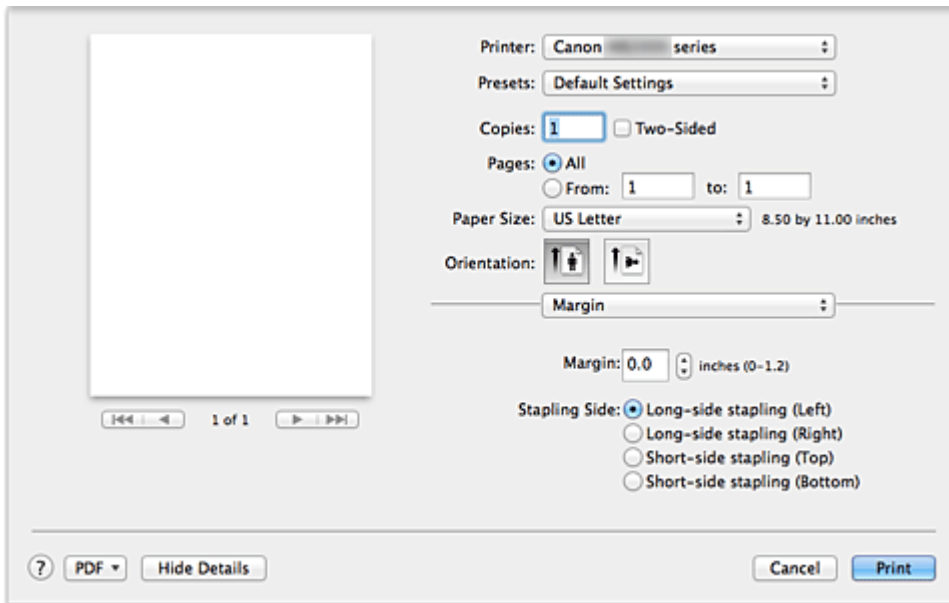 Printer: Canon series
Presets: Default Settings
Copies: 1 Two-Sided
Pages: All
From: 1 to: 1
Paper Size: US Letter 8.50 by 11.00 inches
Orientation:
Margin
Margin: 0.0 inches (0-1.2)
Stapling Side: Long-side stapling (Left)
Long-side stapling (Right)
Short-side stapling (Top)
Short-side stapling (Bottom)
1 of 1
? PDF Hide Details Cancel Print